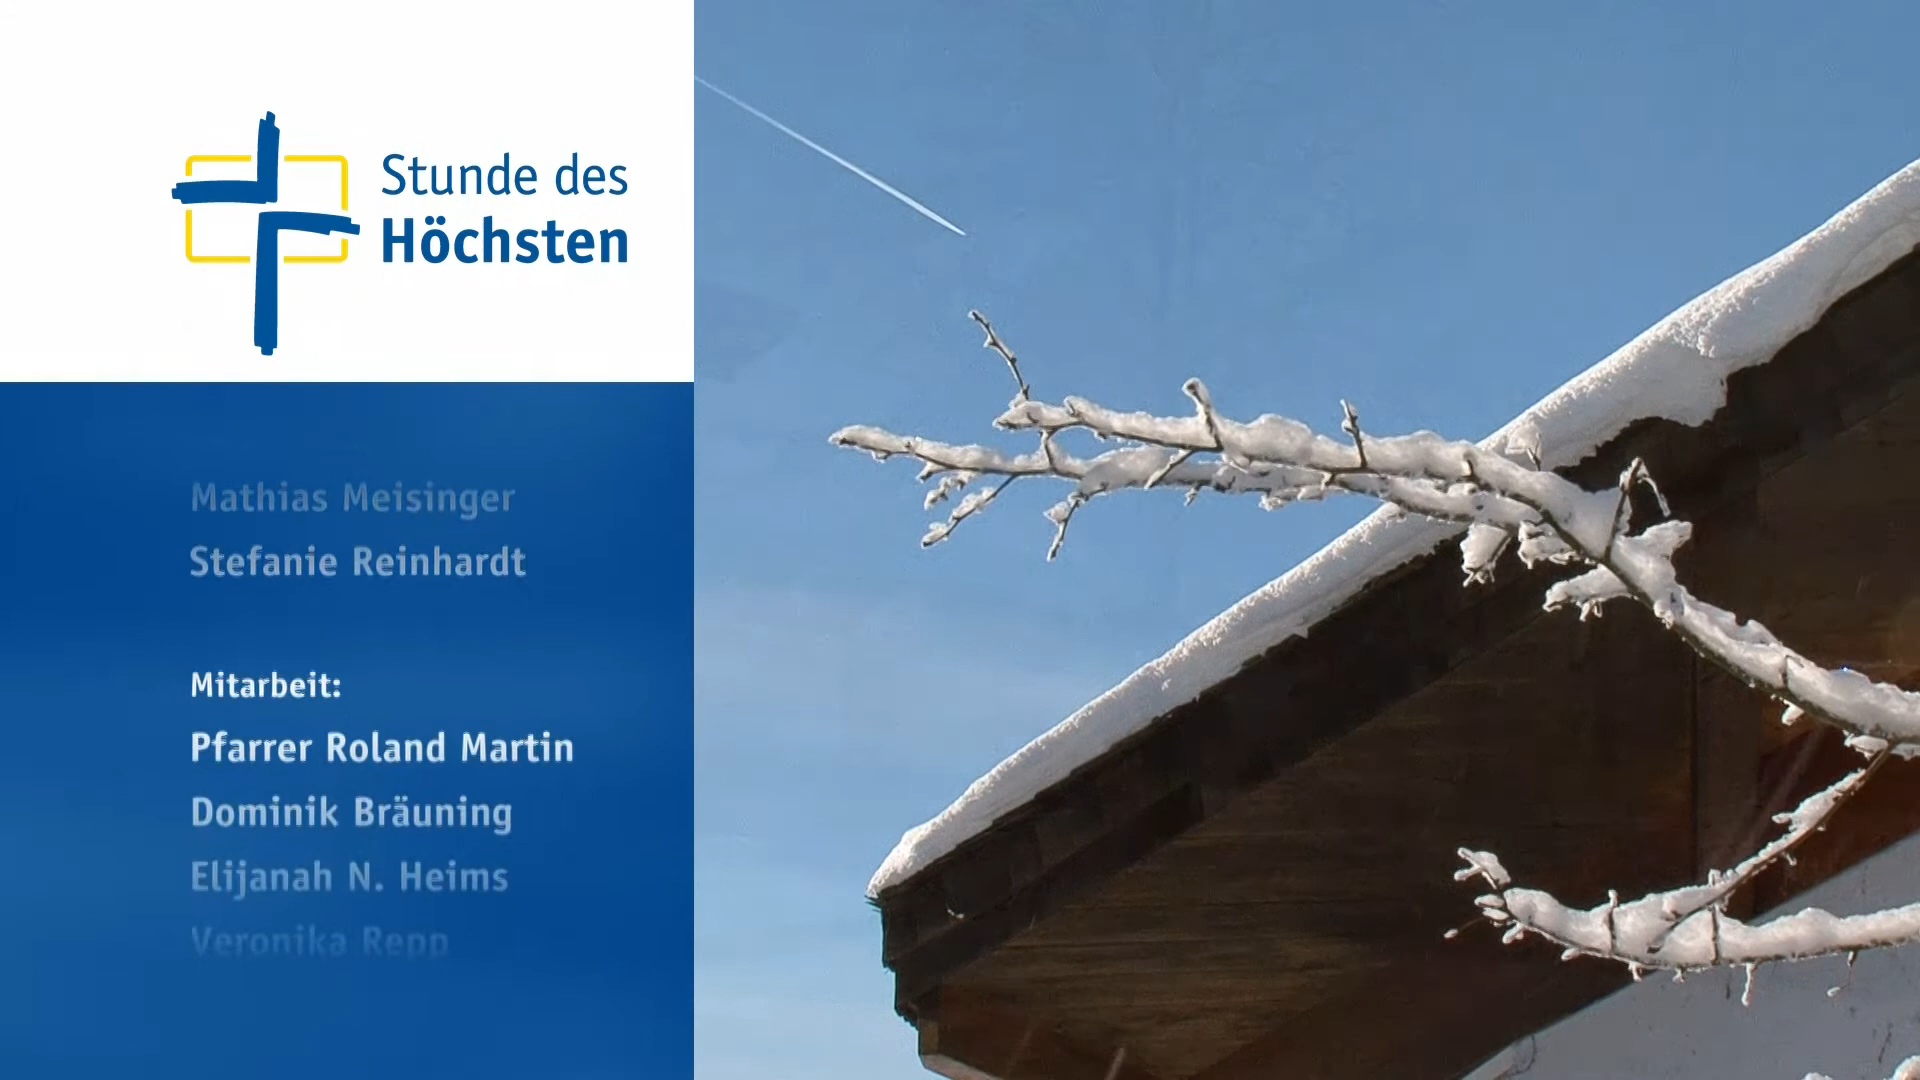 Stunde des
Höchsten
Mathias Meisinger
Stefanie Reinhardt
Mitarbeit:
Pfarrer Roland Martin
Dominik Bräuning
Elijanah N. Heims
Veronika Repp